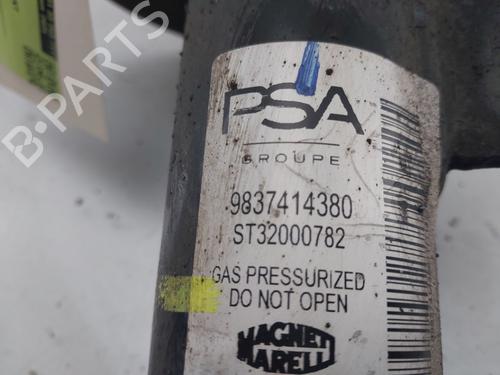 PSA
GROUPE
9837414380
ST32000782
GAS PRESSURIZED
DO NOT OPEN
MAGNETI
MARELLI
B-PARTS